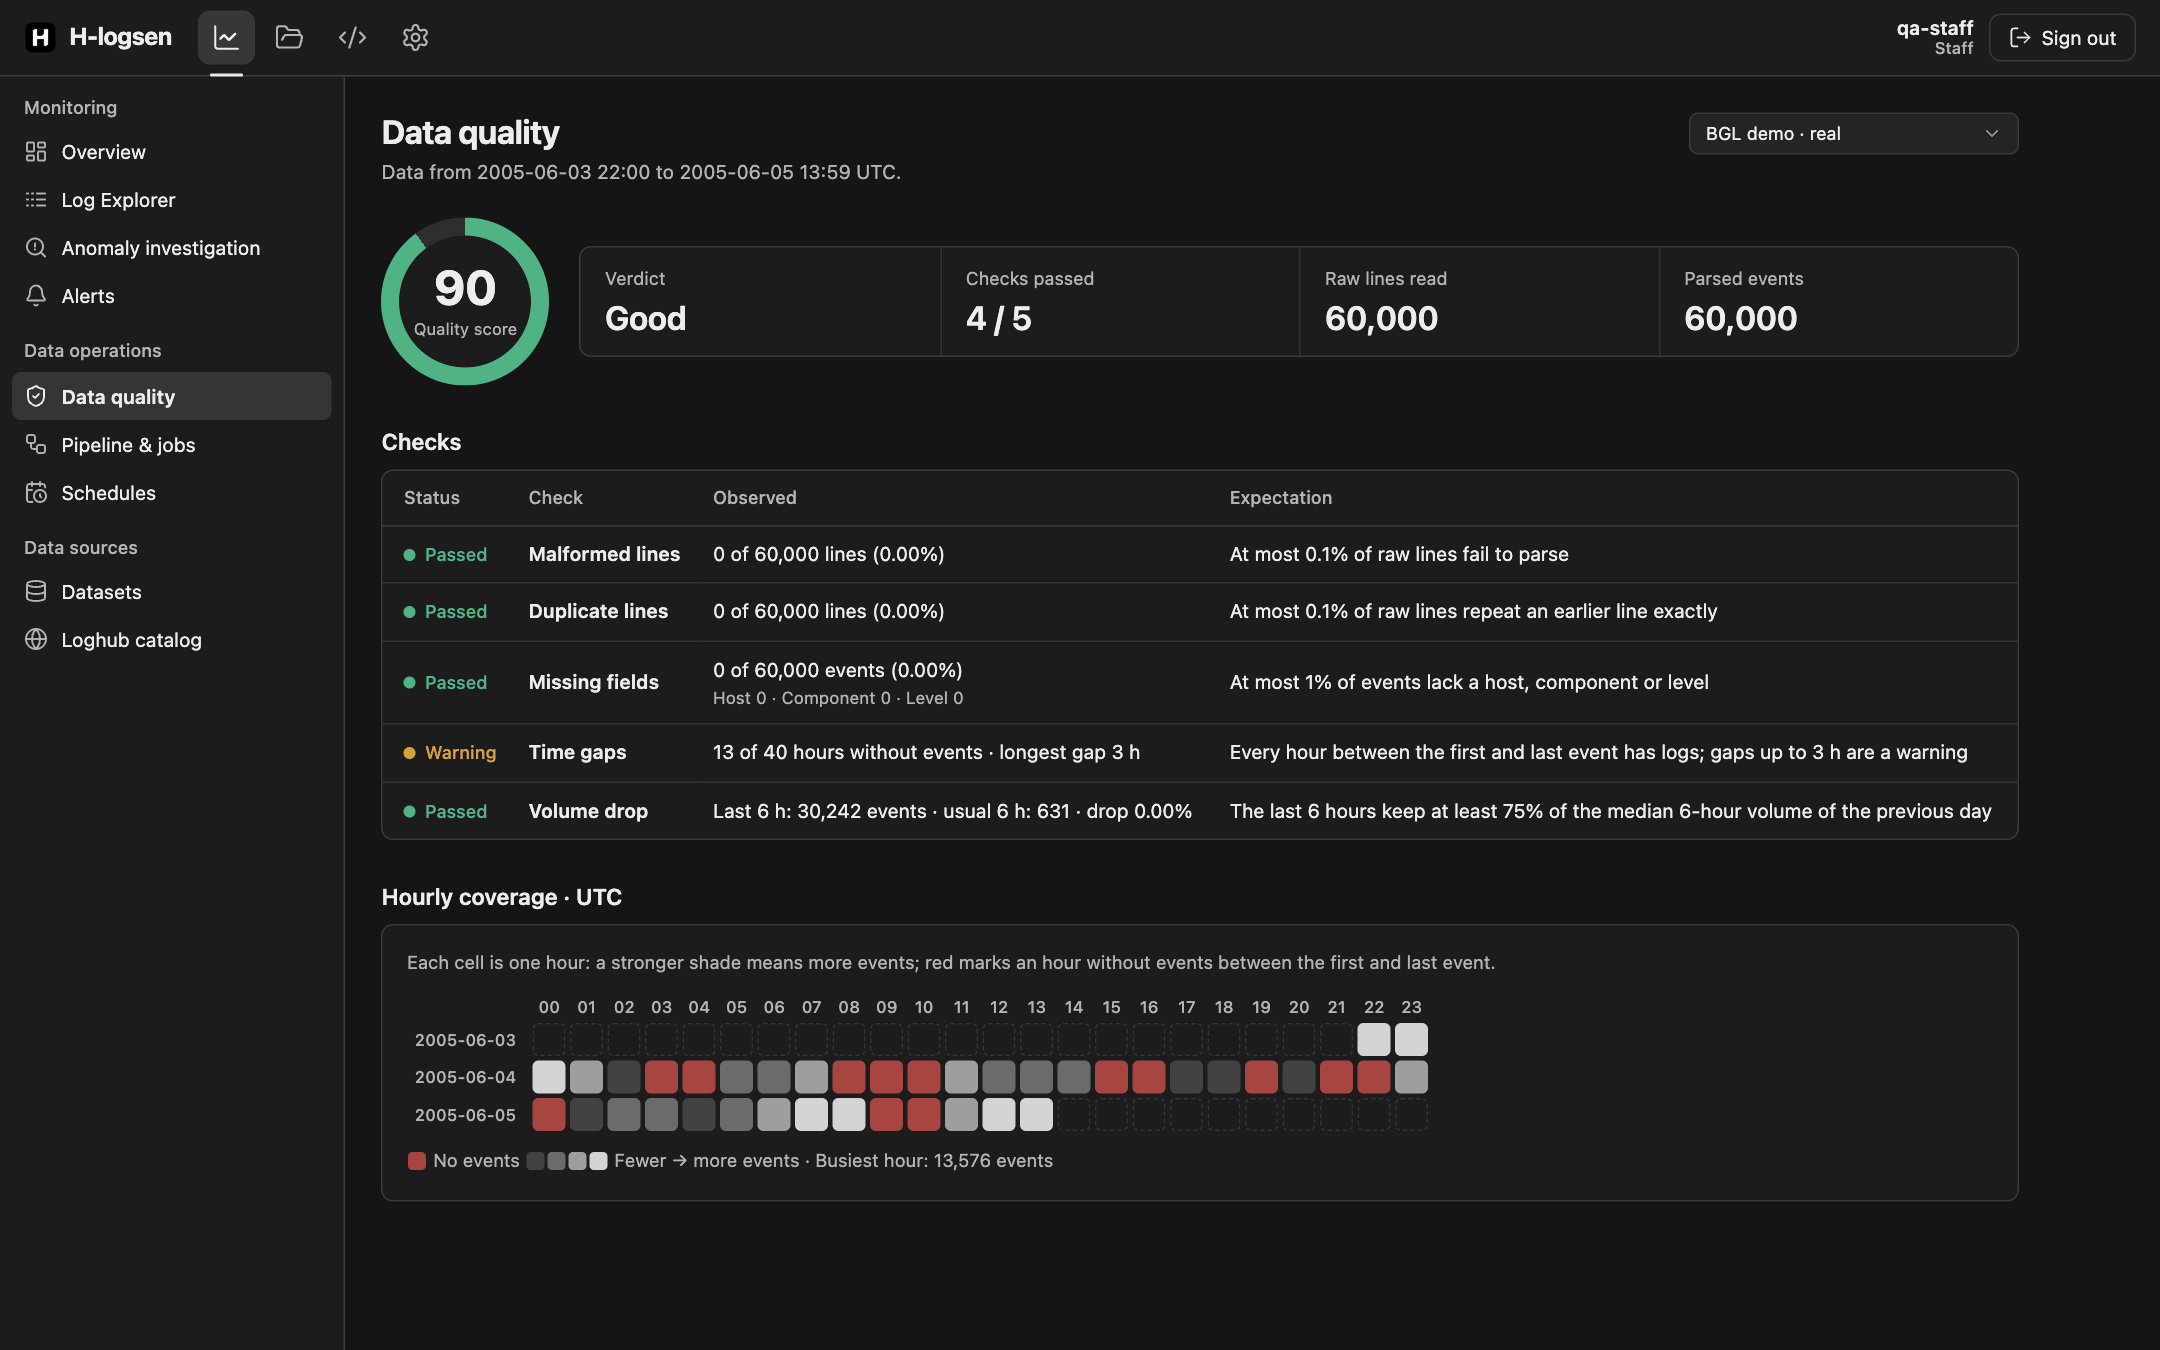 H H-logsen
qa-staff
Staff
Sign out
Monitoring
Overview
Log Explorer
Anomaly investigation
Alerts
Data operations
Data quality
Pipeline & jobs
Schedules
Data sources
Datasets
Loghub catalog
Data quality
BGL demo · real
Data from 2005-06-03 22:00 to 2005-06-05 13:59 UTC.
90
Quality score
Verdict
Good
Checks passed
4 / 5
Raw lines read
60,000
Parsed events
60,000
Checks
Status Check Observed Expectation
Passed Malformed lines 0 of 60,000 lines (0.00%) At most 0.1% of raw lines fail to parse
Passed Duplicate lines 0 of 60,000 lines (0.00%) At most 0.1% of raw lines repeat an earlier line exactly
Passed Missing fields 0 of 60,000 events (0.00%) At most 1% of events lack a host, component or level
Host 0 · Component 0 · Level 0
Warning Time gaps 13 of 40 hours without events · longest gap 3 h Every hour between the first and last event has logs; gaps up to 3 h are a warning
Passed Volume drop Last 6 h: 30,242 events · usual 6 h: 631 · drop 0.00% The last 6 hours keep at least 75% of the median 6-hour volume of the previous day
Hourly coverage · UTC
Each cell is one hour: a stronger shade means more events; red marks an hour without events between the first and last event.
00 01 02 03 04 05 06 07 08 09 10 11 12 13 14 15 16 17 18 19 20 21 22 23
2005-06-03
2005-06-04
2005-06-05
No events Fewer → more events · Busiest hour: 13,576 events